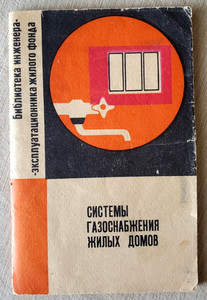 Библиотека инженера-
-эксплуатационника жилого фонда
СИСТЕМЫ
ГАЗОСНАБЖЕНИЯ
ЖИЛЫХ ДОМОВ